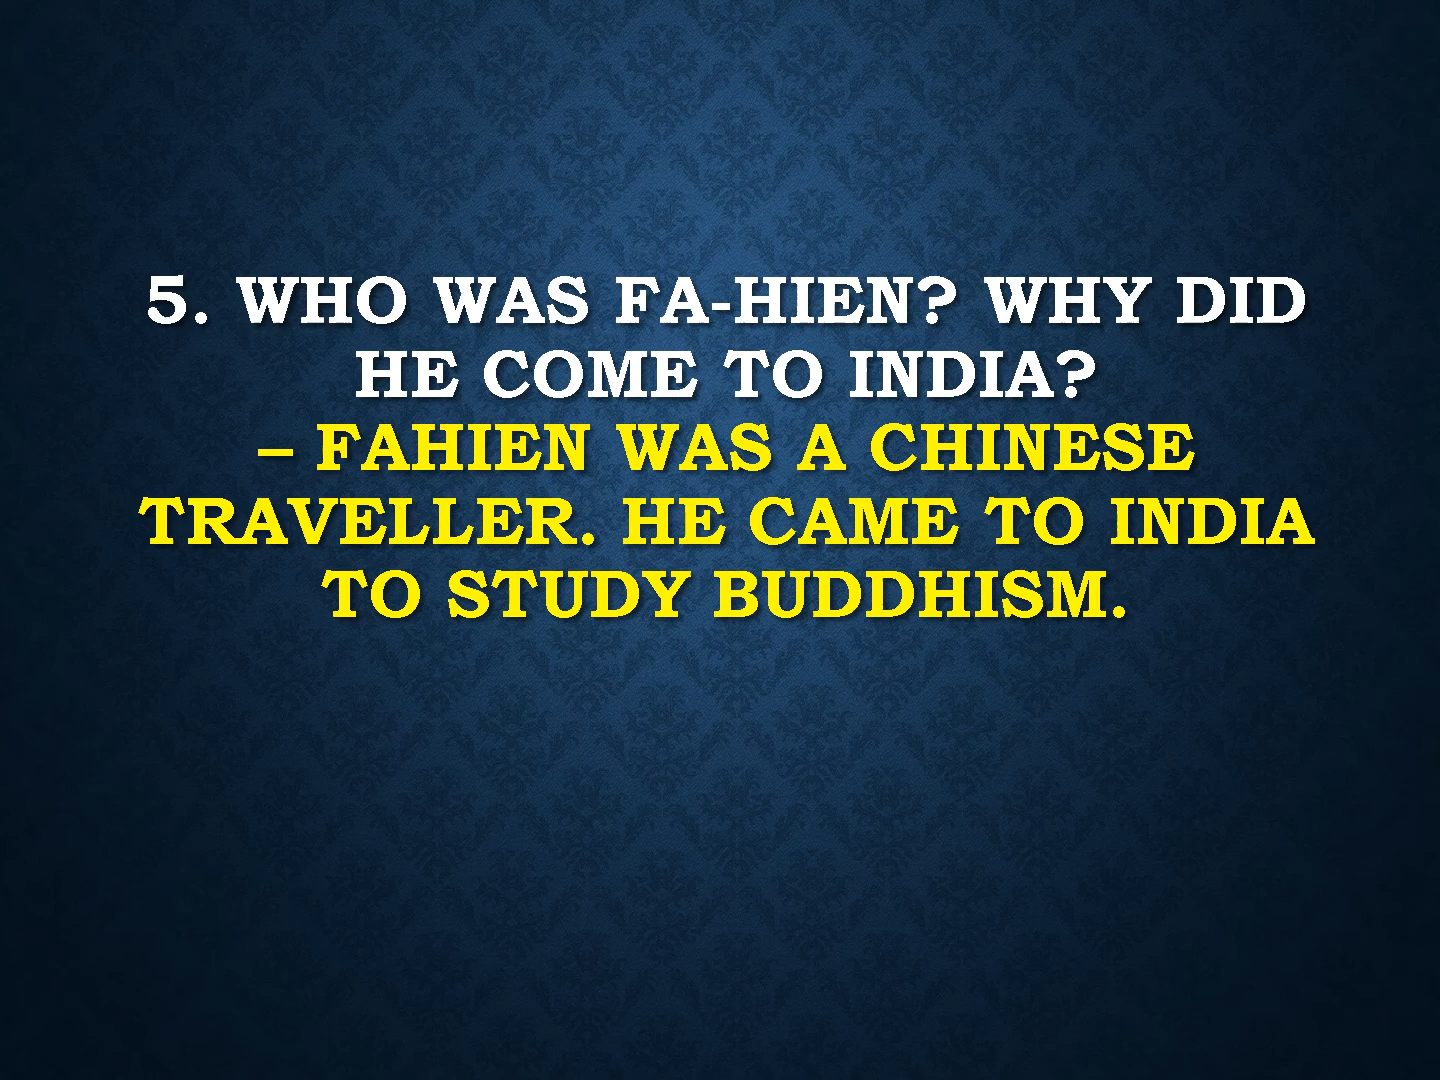 5. WHO WAS FA-HIEN? WHY DID
HE COME TO INDIA?
– FAHIEN WAS A CHINESE
TRAVELLER. HE CAME TO INDIA
TO STUDY BUDDHISM.